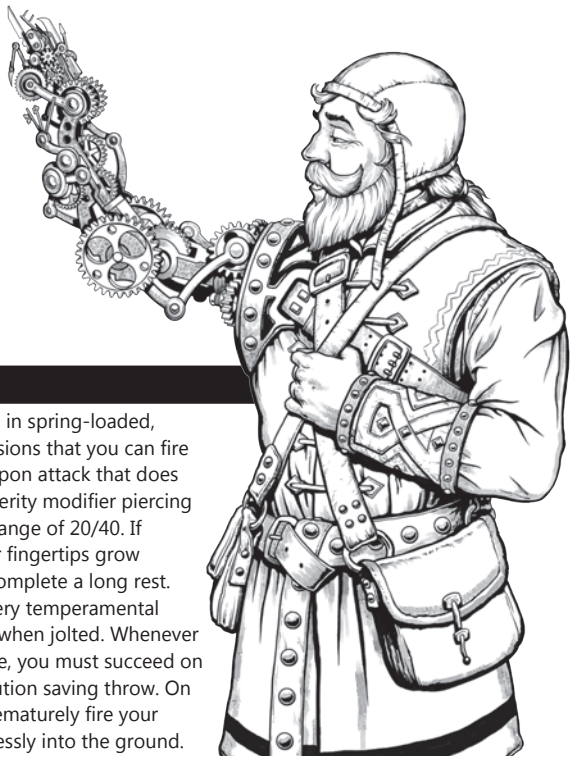 in spring-loaded,
sions that you can fire
pon attack that does
erity modifier piercing
ange of 20/40. If
r fingertips grow
omplete a long rest.
ery temperamental
when jolted. Whenever
e, you must succeed on
ution saving throw. On
ematurely fire your
lessly into the ground.